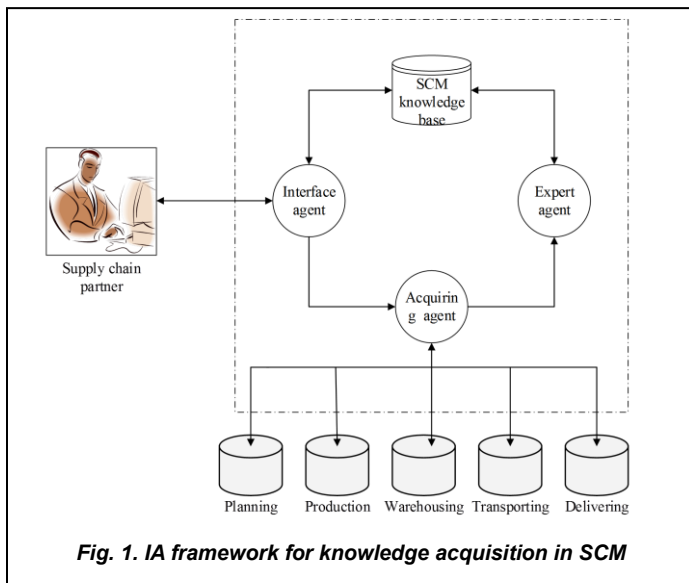 SCM
knowledge
base
Interface
agent
Expert
agent
Supply chain
partner
Acquirin
g agent
Planning Production Warehousing Transporting Delivering
Fig. 1. IA framework for knowledge acquisition in SCM